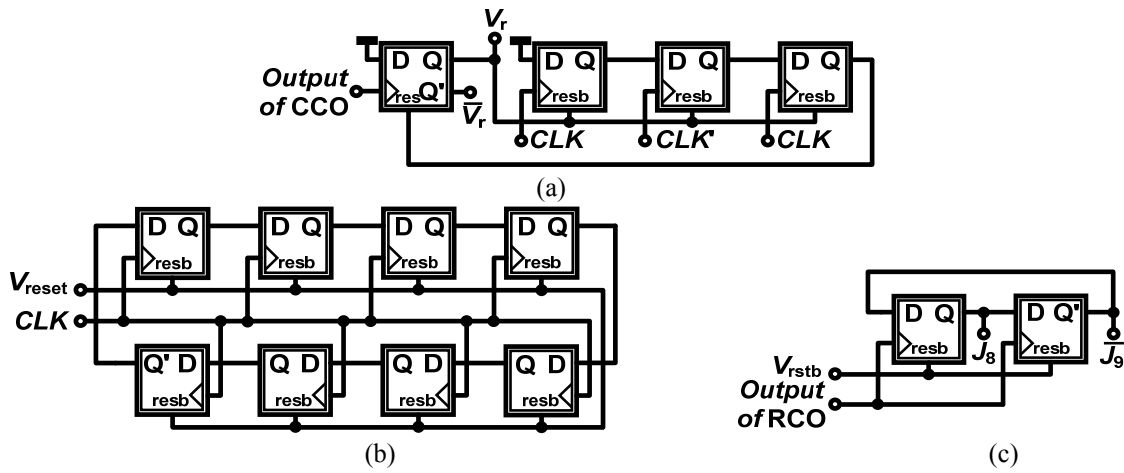 V_r
D Q D Q D Q D Q
Output of CCO
res Q' resb resb resb
V̅_r
CLK CLK' CLK
(a)
D Q D Q D Q D Q
resb resb resb resb
V_reset
CLK
Q' D Q D Q D Q D
resb resb resb resb
(b)
D Q D Q'
resb resb
J_8 J̅_9
V_rstb
Output of RCO
(c)